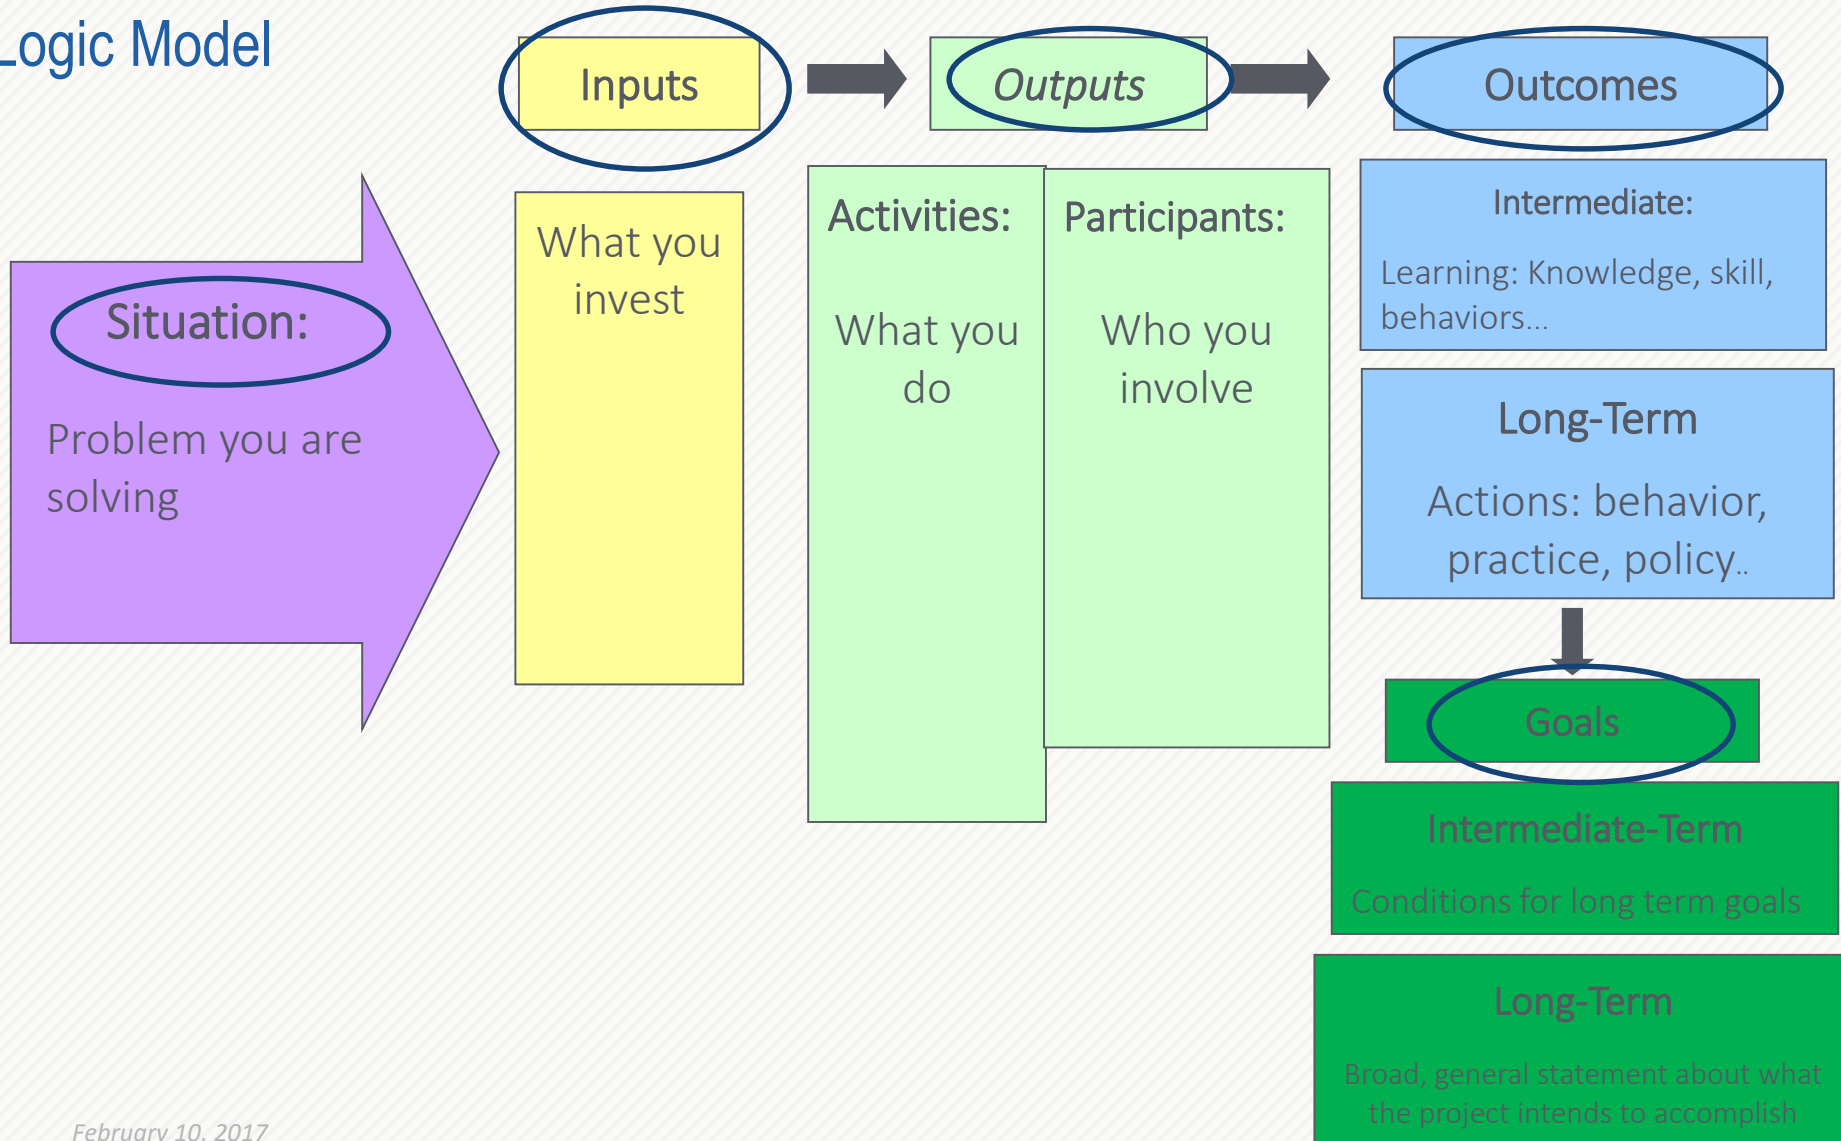 Logic Model
Inputs
Outputs
Outcomes
Situation:
Problem you are
solving
What you
invest
Activities:
What you
do
Participants:
Who you
involve
Intermediate:
Learning: Knowledge, skill,
behaviors...
Long-Term
Actions: behavior,
practice, policy..
Goals
Intermediate-Term
Conditions for long term goals
Long-Term
Broad, general statement about what
the project intends to accomplish
February 10, 2017